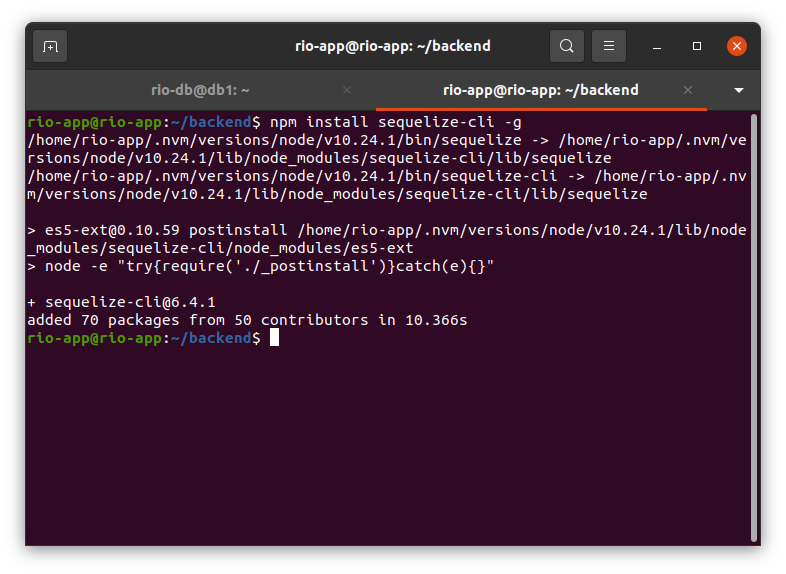 rio-app@rio-app: ~/backend
rio-db@db1: ~
rio-app@rio-app: ~/backend
rio-app@rio-app:~/backend$ npm install sequelize-cli -g
/home/rio-app/.nvm/versions/node/v10.24.1/bin/sequelize -> /home/rio-app/.nvm/ve
rsions/node/v10.24.1/lib/node_modules/sequelize-cli/lib/sequelize
/home/rio-app/.nvm/versions/node/v10.24.1/bin/sequelize-cli -> /home/rio-app/.nv
m/versions/node/v10.24.1/lib/node_modules/sequelize-cli/lib/sequelize
> es5-ext@0.10.59 postinstall /home/rio-app/.nvm/versions/node/v10.24.1/lib/node
_modules/sequelize-cli/node_modules/es5-ext
> node -e "try{require('./_postinstall')}catch(e){}"
+ sequelize-cli@6.4.1
added 70 packages from 50 contributors in 10.366s
rio-app@rio-app:~/backend$